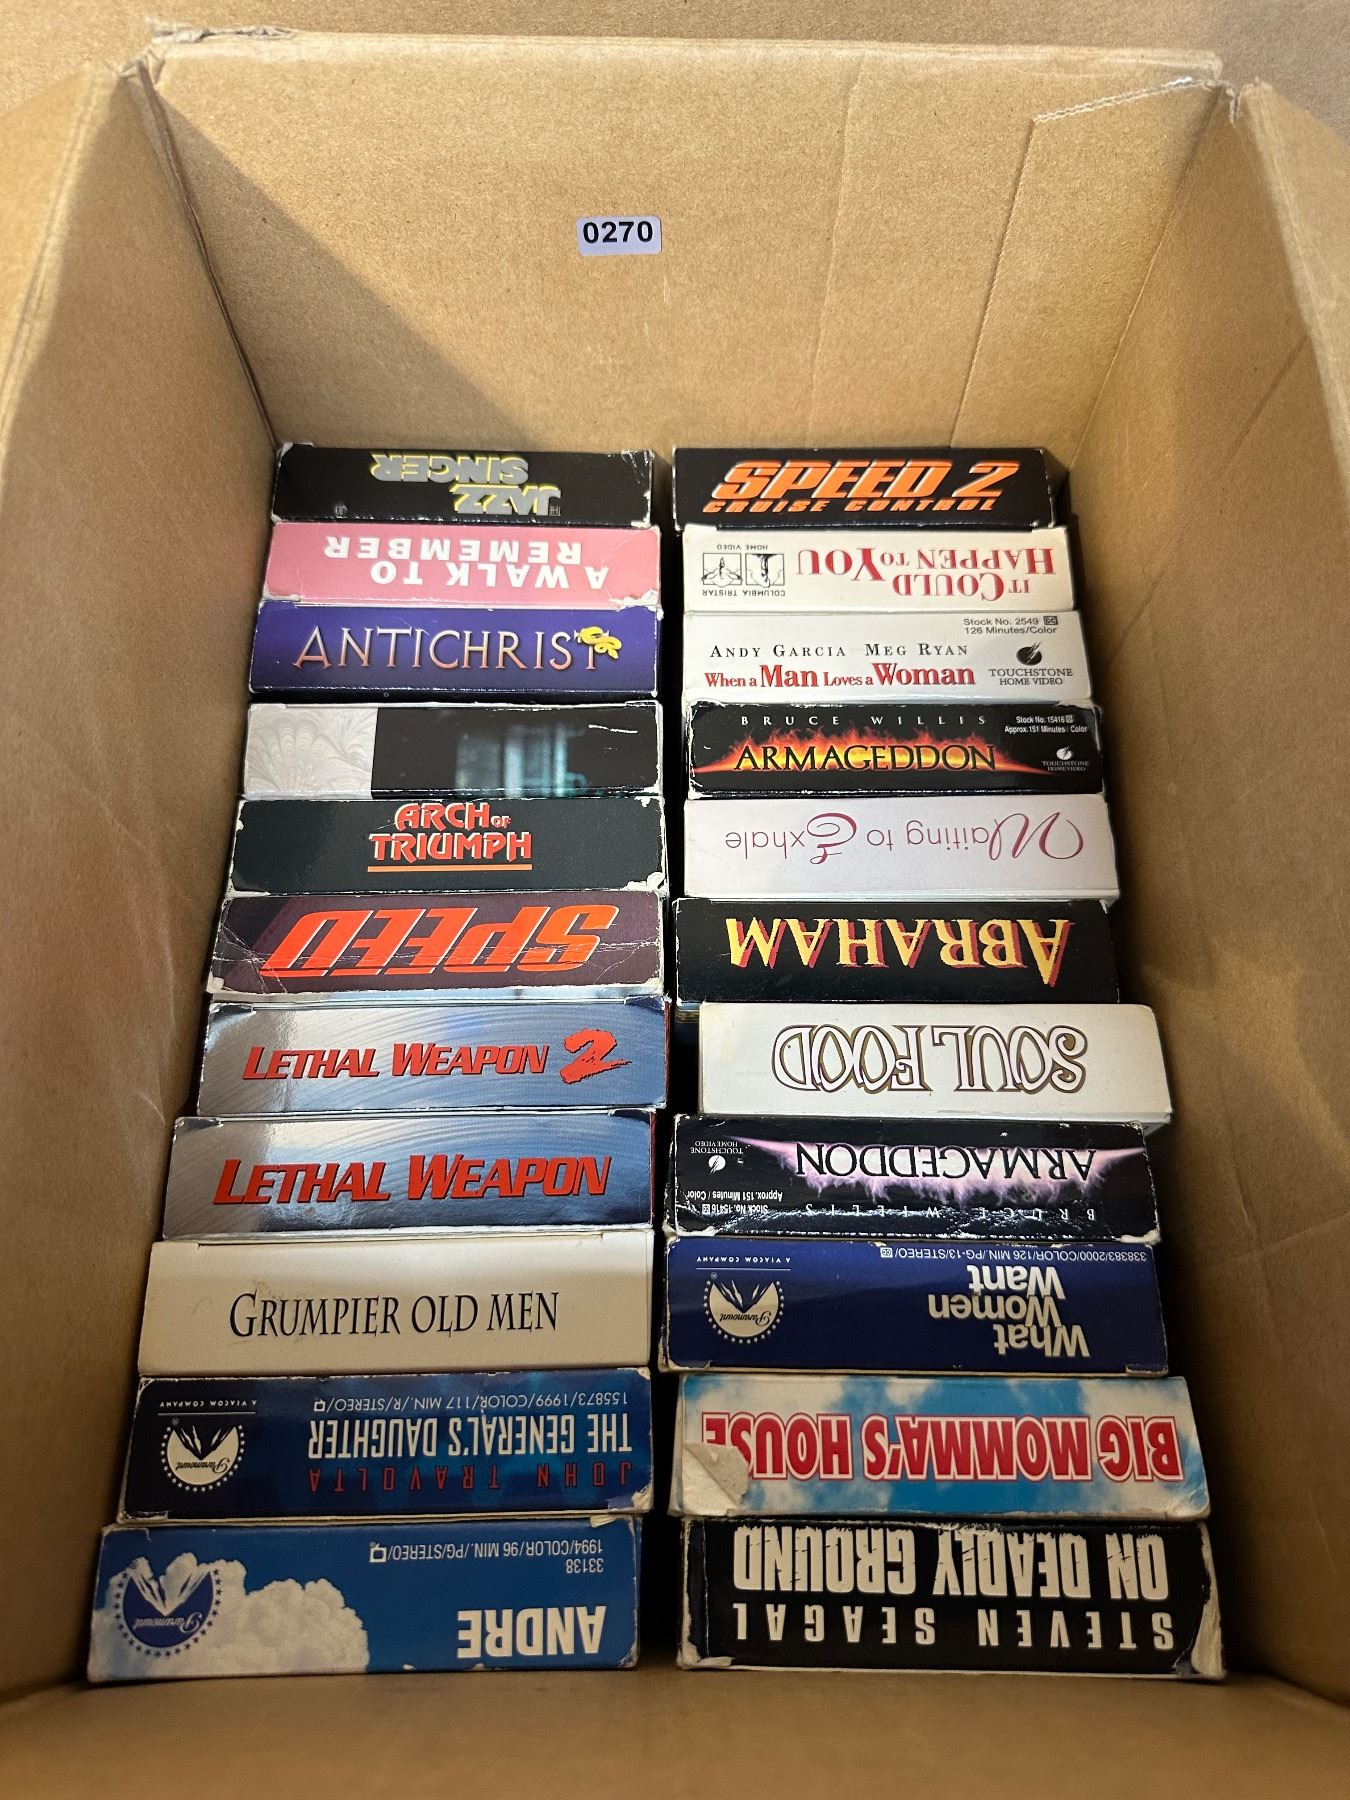 0270
THE
JAZZ
SINGER
A WALK TO
REMEMBER
ANTICHRIST
ARCH OF
TRIUMPH
SPEED
LETHAL WEAPON 2
LETHAL WEAPON
GRUMPIER OLD MEN
JOHN TRAVOLTA
THE GENERAL'S DAUGHTER
155873/1999/COLOR/117 MIN./R/STEREO/
Paramount
A VIACOM COMPANY
ANDRE
33138
1994/COLOR/96 MIN./PG/STEREO/
Paramount
SPEED 2
CRUISE CONTROL
IT COULD
HAPPEN TO YOU
COLUMBIA TRISTAR
HOME VIDEO
Stock No. 2549 CC
126 Minutes/Color
ANDY GARCIA MEG RYAN
When a Man Loves a Woman
TOUCHSTONE
HOME VIDEO
BRUCE WILLIS
Stock No. 15416
Approx. 151 Minutes / Color
ARMAGEDDON
TOUCHSTONE
HOME VIDEO
Waiting to Exhale
ABRAHAM
SOUL FOOD
BRUCE WILLIS
Stock No. 15416
Approx. 151 Minutes / Color
ARMAGEDDON
TOUCHSTONE
HOME VIDEO
What
Women
Want
338383/2000/COLOR/126 MIN./PG-13/STEREO/CC
Paramount
A VIACOM COMPANY
BIG MOMMA'S HOUSE
STEVEN SEAGAL
ON DEADLY GROUND